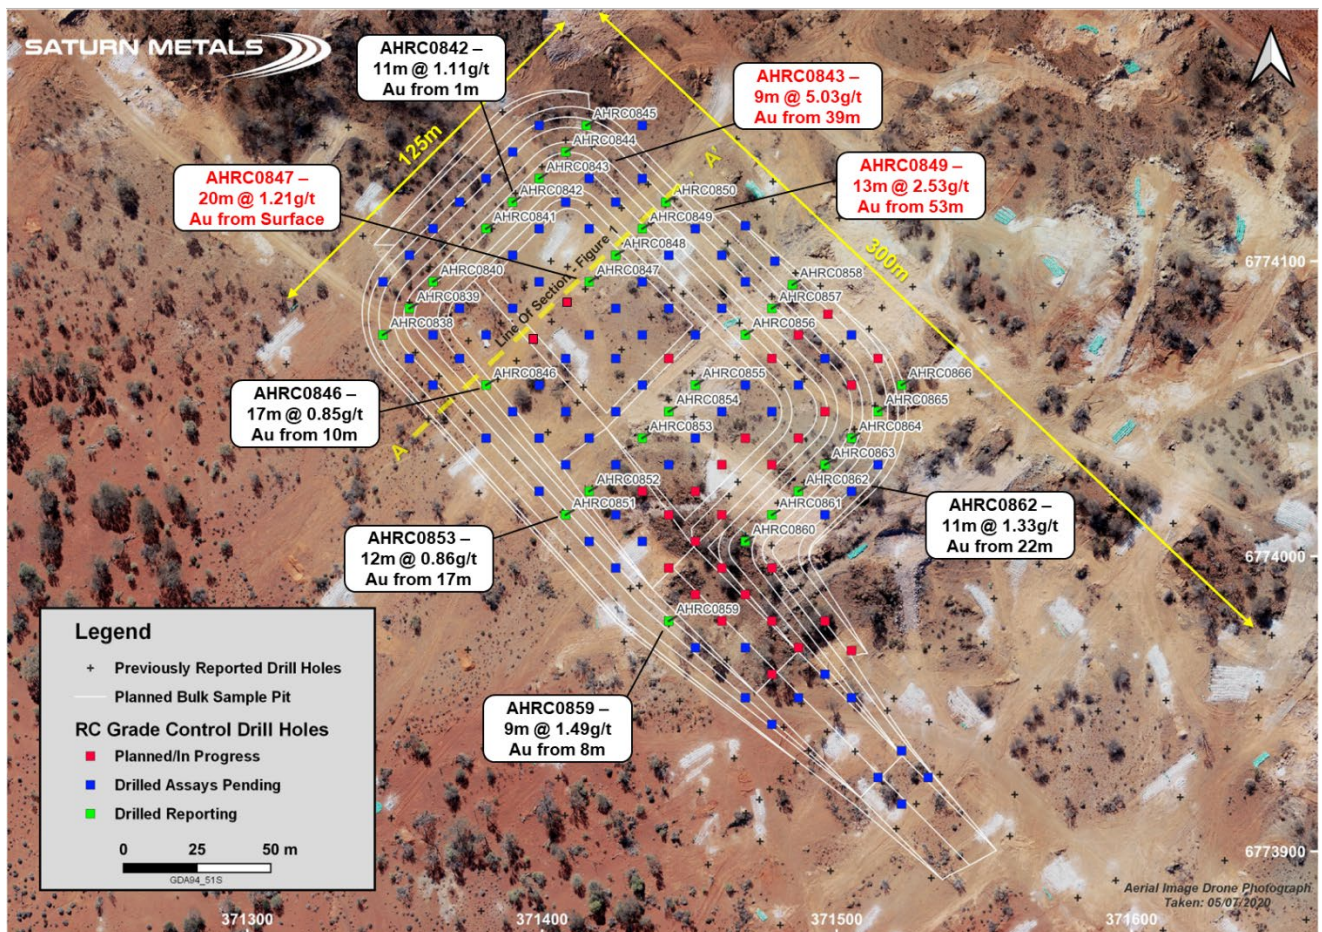 SATURN METALS
AHRC0842 –
11m @ 1.11g/t
Au from 1m
AHRC0843 –
9m @ 5.03g/t
Au from 39m
125m
A'
AHRC0847 –
20m @ 1.21g/t
Au from Surface
AHRC0849 –
13m @ 2.53g/t
Au from 53m
300m
AHRC0845
AHRC0844
AHRC0843
AHRC0842
AHRC0841
AHRC0850
AHRC0849
AHRC0848
AHRC0847
AHRC0840
AHRC0839
AHRC0838
AHRC0858
AHRC0857
AHRC0856
Line Of Section - Figure 1
6774100
AHRC0846
AHRC0855
AHRC0854
AHRC0853
AHRC0866
AHRC0865
AHRC0864
AHRC0863
AHRC0862
AHRC0861
AHRC0860
AHRC0852
AHRC0851
AHRC0859
A
AHRC0846 –
17m @ 0.85g/t
Au from 10m
AHRC0853 –
12m @ 0.86g/t
Au from 17m
AHRC0862 –
11m @ 1.33g/t
Au from 22m
6774000
AHRC0859 –
9m @ 1.49g/t
Au from 8m
Legend
Previously Reported Drill Holes
Planned Bulk Sample Pit
RC Grade Control Drill Holes
Planned/In Progress
Drilled Assays Pending
Drilled Reporting
0 25 50 m
GDA94_51S
6773900
Aerial Image Drone Photograph
Taken: 05/07/2020
371300 371400 371500 371600